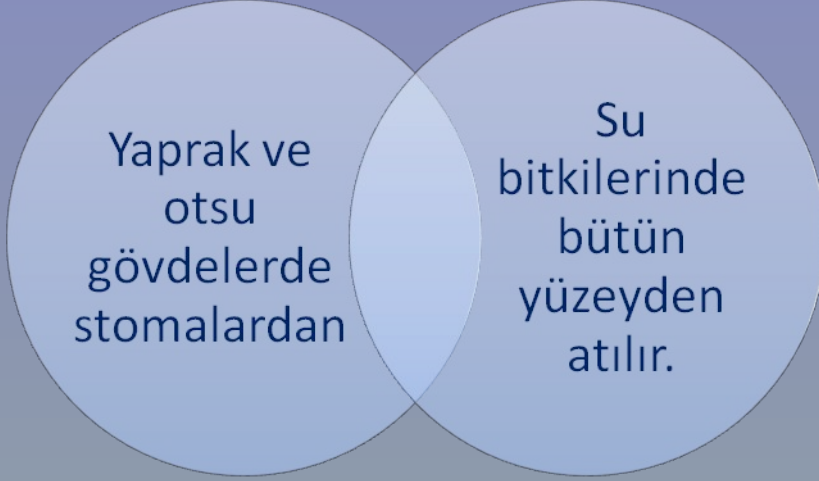 Yaprak ve
otsu
gövdelerde
stomalardan
Su
bitkilerinde
bütün
yüzeyden
atılır.